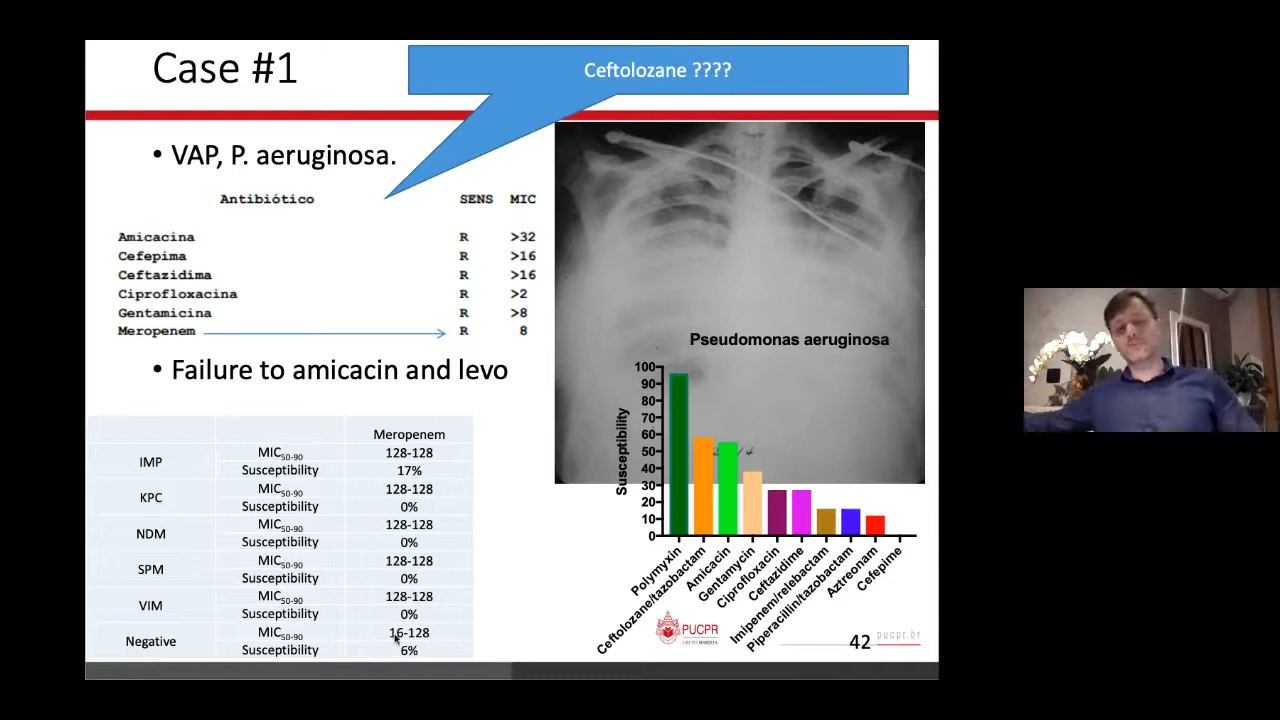 Case #1
Ceftolozane ????
• VAP, P. aeruginosa.
Antibiótico SENS MIC
Amicacina R >32
Cefepima R >16
Ceftazidima R >16
Ciprofloxacina R >2
Gentamicina R >8
Meropenem R 8
• Failure to amicacin and levo
Meropenem
IMP MIC50-90 128-128
Susceptibility 17%
KPC MIC50-90 128-128
Susceptibility 0%
NDM MIC50-90 128-128
Susceptibility 0%
SPM MIC50-90 128-128
Susceptibility 0%
VIM MIC50-90 128-128
Susceptibility 0%
Negative MIC50-90 16-128
Susceptibility 6%
Pseudomonas aeruginosa
Susceptibility
100
90
80
70
60
50
40
30
20
10
0
Polymyxin
Ceftolozane/tazobactam
Amicacin
Gentamycin
Ciprofloxacin
Ceftazidime
Imipenem/relebactam
Piperacillin/tazobactam
Aztreonam
Cefepime
PUCPR
GRUPO MARISTA
42
pucpr.br